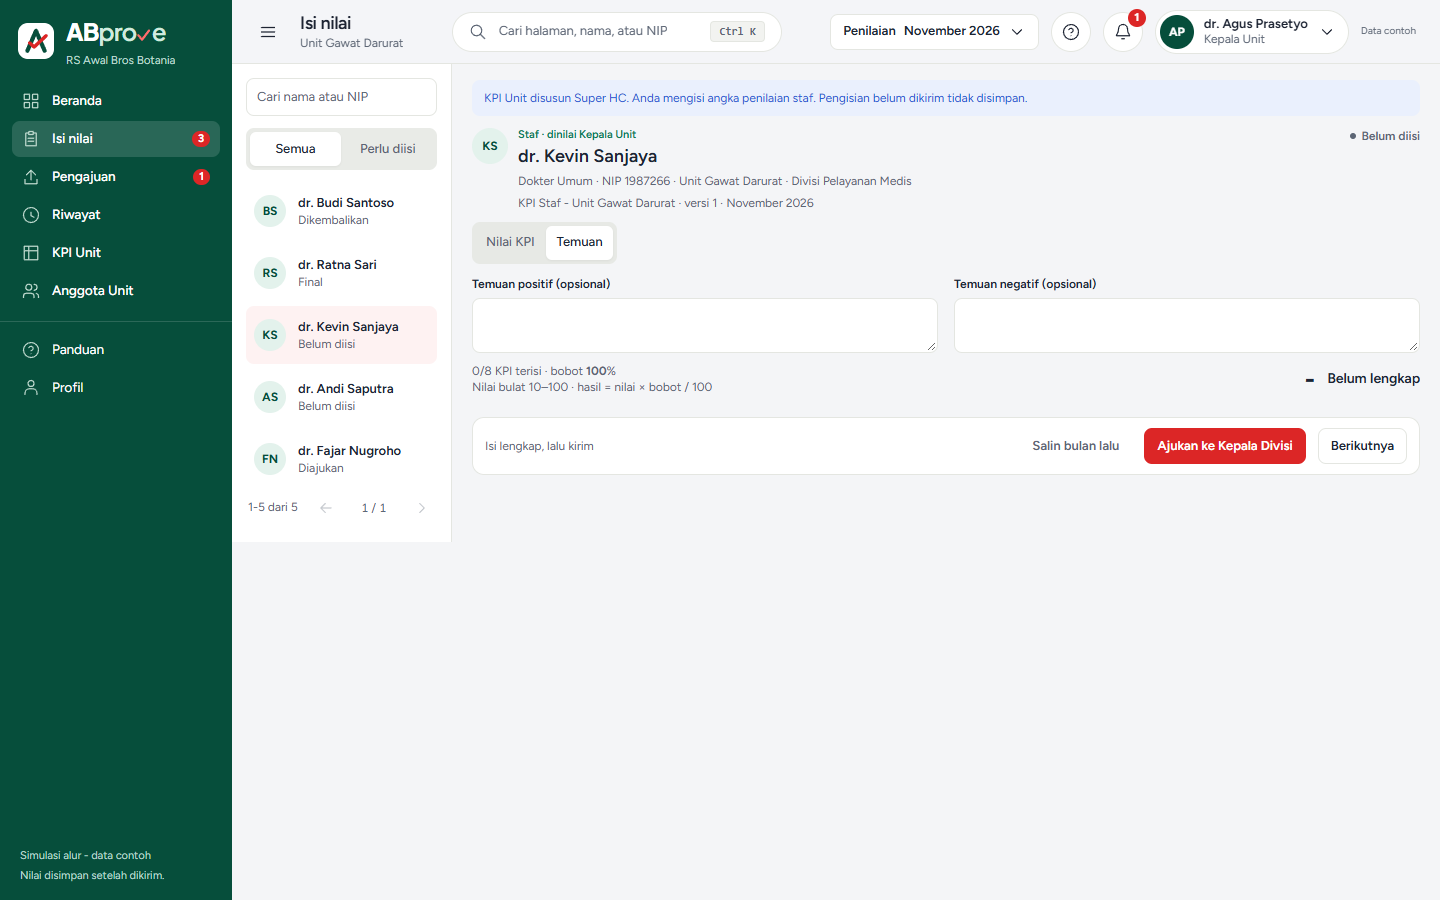 ABprove
RS Awal Bros Botania
Beranda
Isi nilai 3
Pengajuan 1
Riwayat
KPI Unit
Anggota Unit
Panduan
Profil
Simulasi alur - data contoh
Nilai disimpan setelah dikirim.
Isi nilai
Unit Gawat Darurat
Cari halaman, nama, atau NIP Ctrl K
Penilaian November 2026
1
AP
dr. Agus Prasetyo
Kepala Unit
Data contoh
Cari nama atau NIP
Semua Perlu diisi
BS
dr. Budi Santoso
Dikembalikan
RS
dr. Ratna Sari
Final
KS
dr. Kevin Sanjaya
Belum diisi
AS
dr. Andi Saputra
Belum diisi
FN
dr. Fajar Nugroho
Diajukan
1-5 dari 5 1 / 1
KPI Unit disusun Super HC. Anda mengisi angka penilaian staf. Pengisian belum dikirim tidak disimpan.
KS
Staf · dinilai Kepala Unit
dr. Kevin Sanjaya
Dokter Umum · NIP 1987266 · Unit Gawat Darurat · Divisi Pelayanan Medis
KPI Staf - Unit Gawat Darurat · versi 1 · November 2026
Belum diisi
Nilai KPI Temuan
Temuan positif (opsional)
Temuan negatif (opsional)
0/8 KPI terisi · bobot 100%
Nilai bulat 10–100 · hasil = nilai × bobot / 100
– Belum lengkap
Isi lengkap, lalu kirim
Salin bulan lalu
Ajukan ke Kepala Divisi
Berikutnya